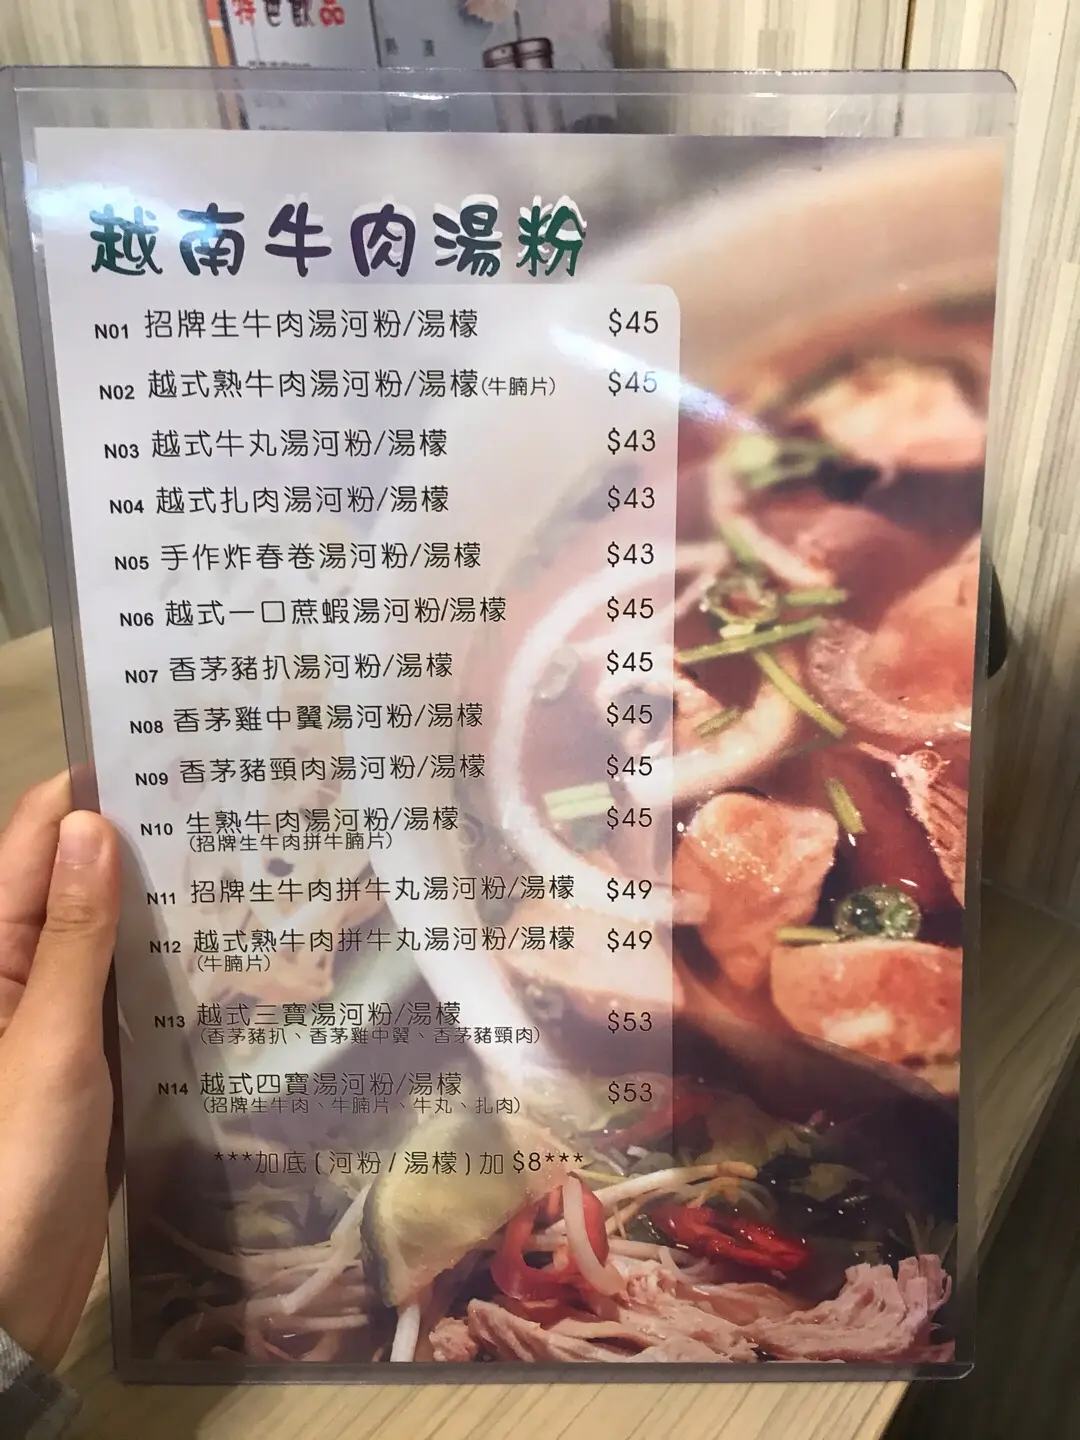 特色飲品
越南牛肉湯粉
N01 招牌生牛肉湯河粉/湯檬 $45
N02 越式熟牛肉湯河粉/湯檬(牛腩片) $45
N03 越式牛丸湯河粉/湯檬 $43
N04 越式扎肉湯河粉/湯檬 $43
N05 手作炸春卷湯河粉/湯檬 $43
N06 越式一口蔗蝦湯河粉/湯檬 $45
N07 香茅豬扒湯河粉/湯檬 $45
N08 香茅雞中翼湯河粉/湯檬 $45
N09 香茅豬頸肉湯河粉/湯檬 $45
N10 生熟牛肉湯河粉/湯檬 $45
(招牌生牛肉拼牛腩片)
N11 招牌生牛肉拼牛丸湯河粉/湯檬 $49
N12 越式熟牛肉拼牛丸湯河粉/湯檬 $49
(牛腩片)
N13 越式三寶湯河粉/湯檬 $53
(香茅豬扒、香茅雞中翼、香茅豬頸肉)
N14 越式四寶湯河粉/湯檬 $53
(招牌生牛肉、牛腩片、牛丸、扎肉)
***加底(河粉/湯檬)加$8***